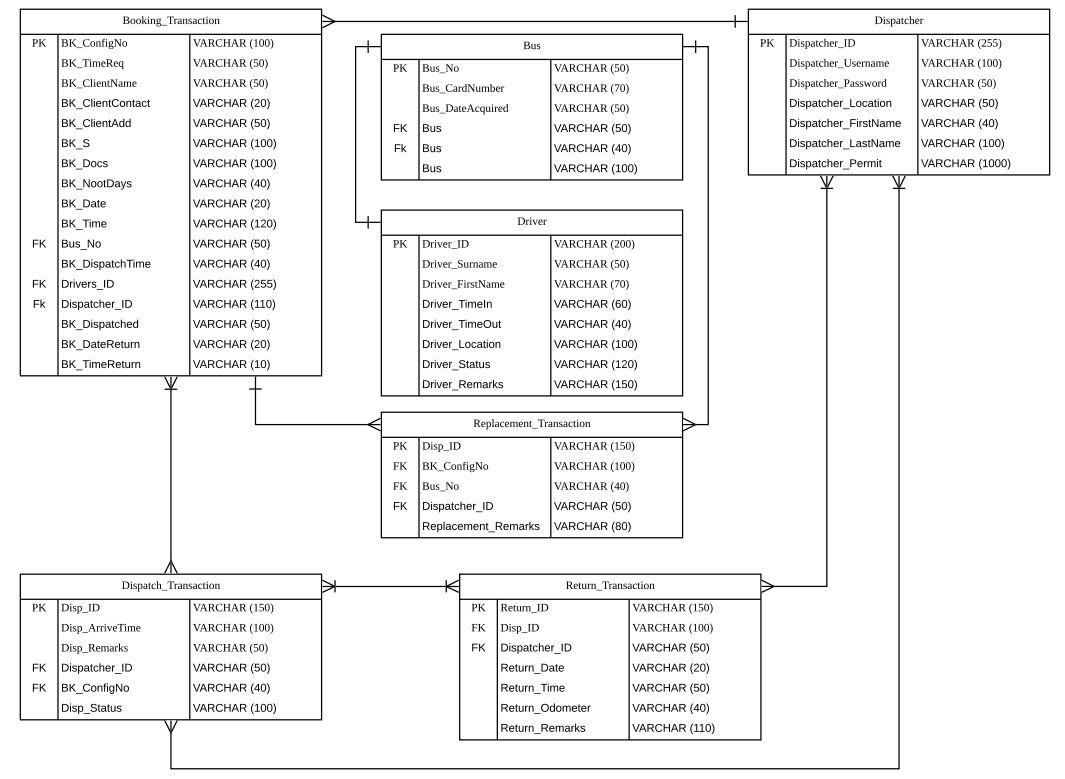 Booking_Transaction
PK BK_ConfigNo VARCHAR (100)
BK_TimeReq VARCHAR (50)
BK_ClientName VARCHAR (50)
BK_ClientContact VARCHAR (20)
BK_ClientAdd VARCHAR (50)
BK_S VARCHAR (100)
BK_Docs VARCHAR (100)
BK_NootDays VARCHAR (40)
BK_Date VARCHAR (20)
BK_Time VARCHAR (120)
FK Bus_No VARCHAR (50)
BK_DispatchTime VARCHAR (40)
FK Drivers_ID VARCHAR (255)
Fk Dispatcher_ID VARCHAR (110)
BK_Dispatched VARCHAR (50)
BK_DateReturn VARCHAR (20)
BK_TimeReturn VARCHAR (10)
Bus
PK Bus_No VARCHAR (50)
Bus_CardNumber VARCHAR (70)
Bus_DateAcquired VARCHAR (50)
FK Bus VARCHAR (50)
Fk Bus VARCHAR (40)
Bus VARCHAR (100)
Dispatcher
PK Dispatcher_ID VARCHAR (255)
Dispatcher_Username VARCHAR (100)
Dispatcher_Password VARCHAR (50)
Dispatcher_Location VARCHAR (50)
Dispatcher_FirstName VARCHAR (40)
Dispatcher_LastName VARCHAR (100)
Dispatcher_Permit VARCHAR (1000)
Driver
PK Driver_ID VARCHAR (200)
Driver_Surname VARCHAR (50)
Driver_FirstName VARCHAR (70)
Driver_TimeIn VARCHAR (60)
Driver_TimeOut VARCHAR (40)
Driver_Location VARCHAR (100)
Driver_Status VARCHAR (120)
Driver_Remarks VARCHAR (150)
Replacement_Transaction
PK Disp_ID VARCHAR (150)
FK BK_ConfigNo VARCHAR (100)
FK Bus_No VARCHAR (40)
FK Dispatcher_ID VARCHAR (50)
Replacement_Remarks VARCHAR (80)
Dispatch_Transaction
PK Disp_ID VARCHAR (150)
Disp_ArriveTime VARCHAR (100)
Disp_Remarks VARCHAR (50)
FK Dispatcher_ID VARCHAR (50)
FK BK_ConfigNo VARCHAR (40)
Disp_Status VARCHAR (100)
Return_Transaction
PK Return_ID VARCHAR (150)
FK Disp_ID VARCHAR (100)
FK Dispatcher_ID VARCHAR (50)
Return_Date VARCHAR (20)
Return_Time VARCHAR (50)
Return_Odometer VARCHAR (40)
Return_Remarks VARCHAR (110)